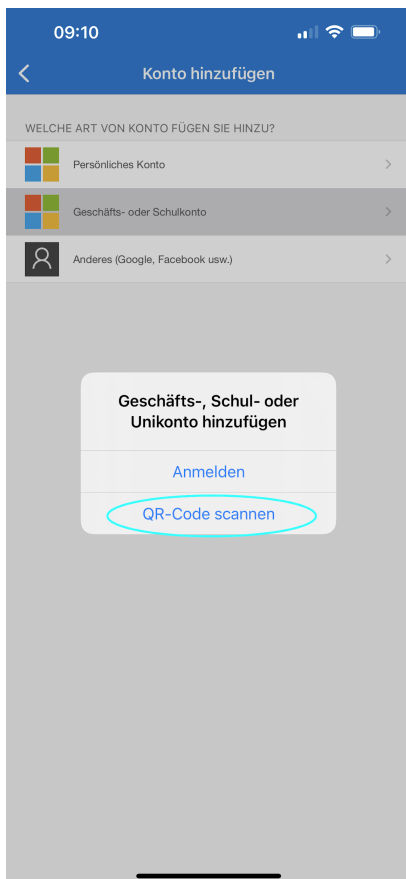 09:10
Konto hinzufügen
WELCHE ART VON KONTO FÜGEN SIE HINZU?
Persönliches Konto
Geschäfts- oder Schulkonto
Anderes (Google, Facebook usw.)
Geschäfts-, Schul- oder
Unikonto hinzufügen
Anmelden
QR-Code scannen